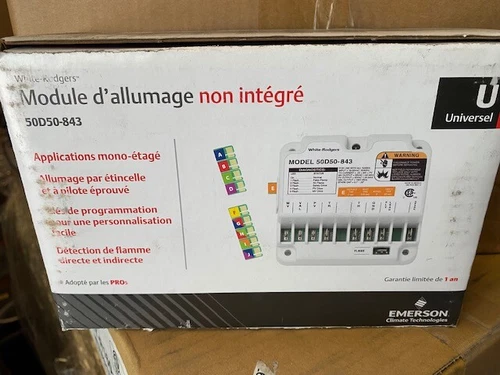 White-Rodgers™
Module d'allumage non intégré
50D50-843
U
Universel
Applications mono-étagé
Allumage par étincelle
et à pilote éprouvé
de programmation
pour une personnalisation
facile
Détection de flamme
directe et indirecte
Adopté par les PROs
A
B
C
D
E
F
G
J
White-Rodgers
MODEL 50D50-843
WARNING
Garantie limitée de 1 an
EMERSON
Climate Technologies